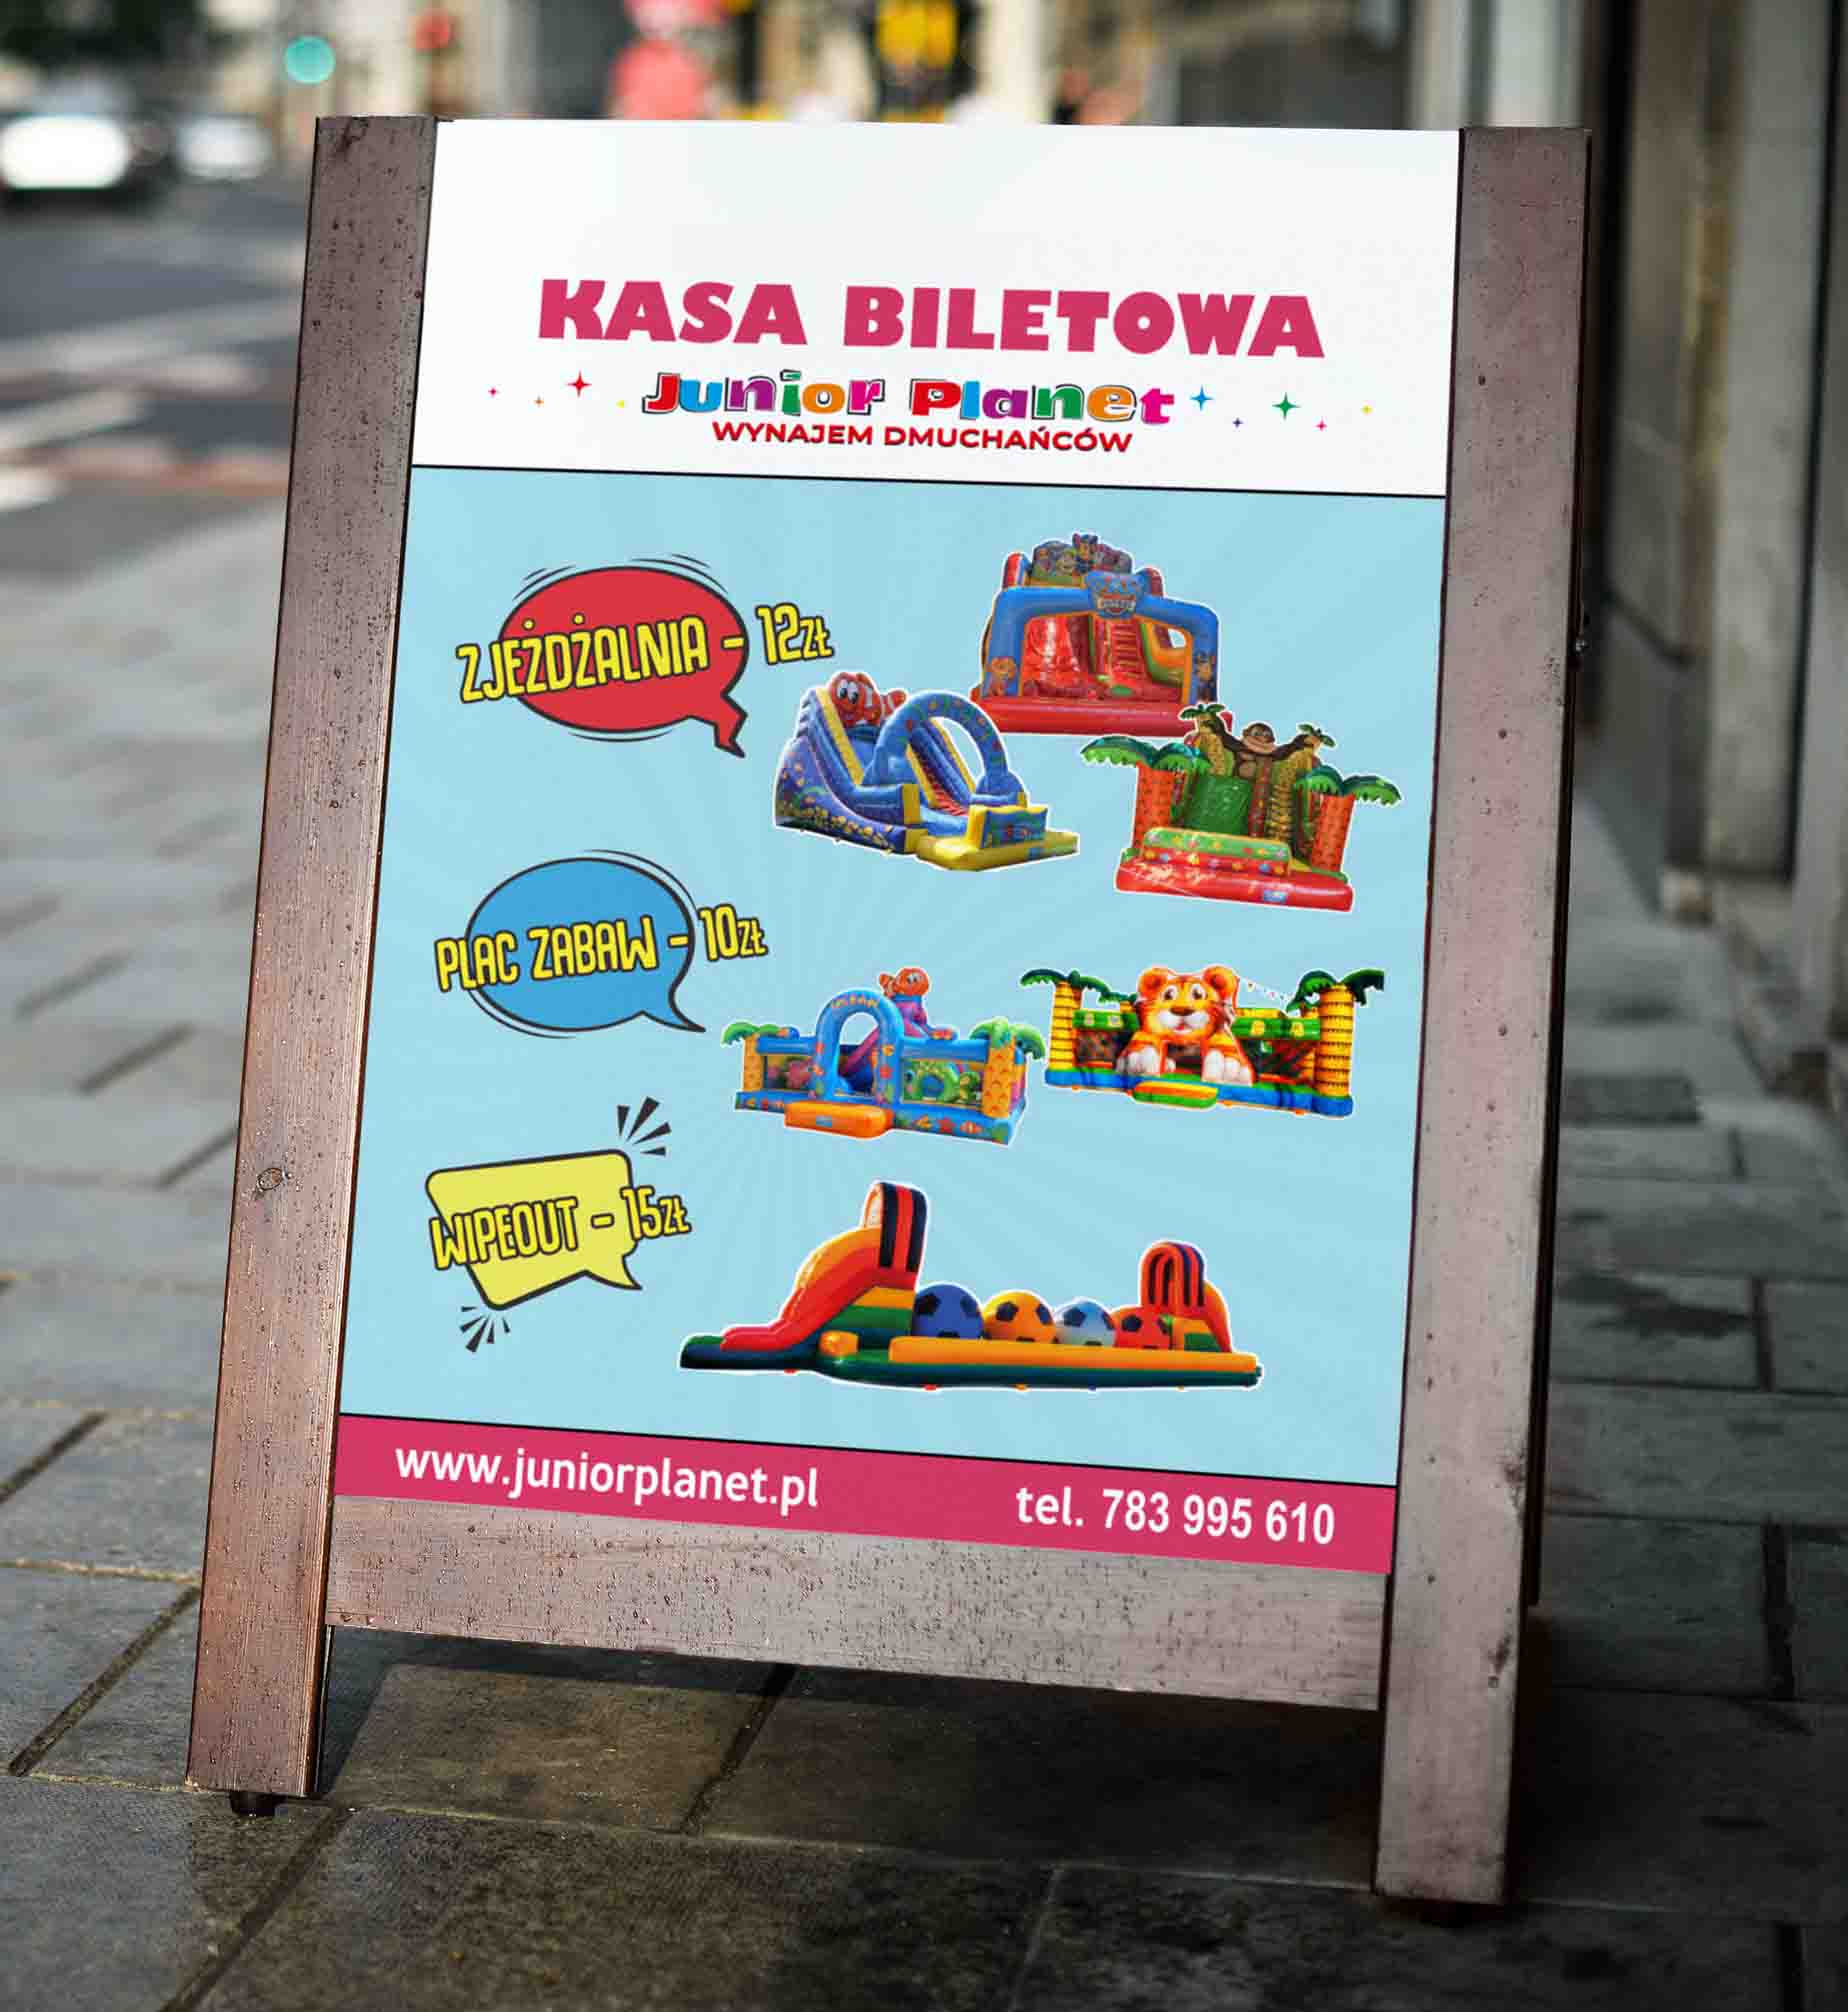 KASA BILETOWA
Junior Planet
WYNAJEM DMUCHAŃCÓW
ZJEŻDŻALNIA - 12ZŁ
PLAC ZABAW - 10ZŁ
WIPEOUT - 15ZŁ
www.juniorplanet.pl
tel. 783 995 610